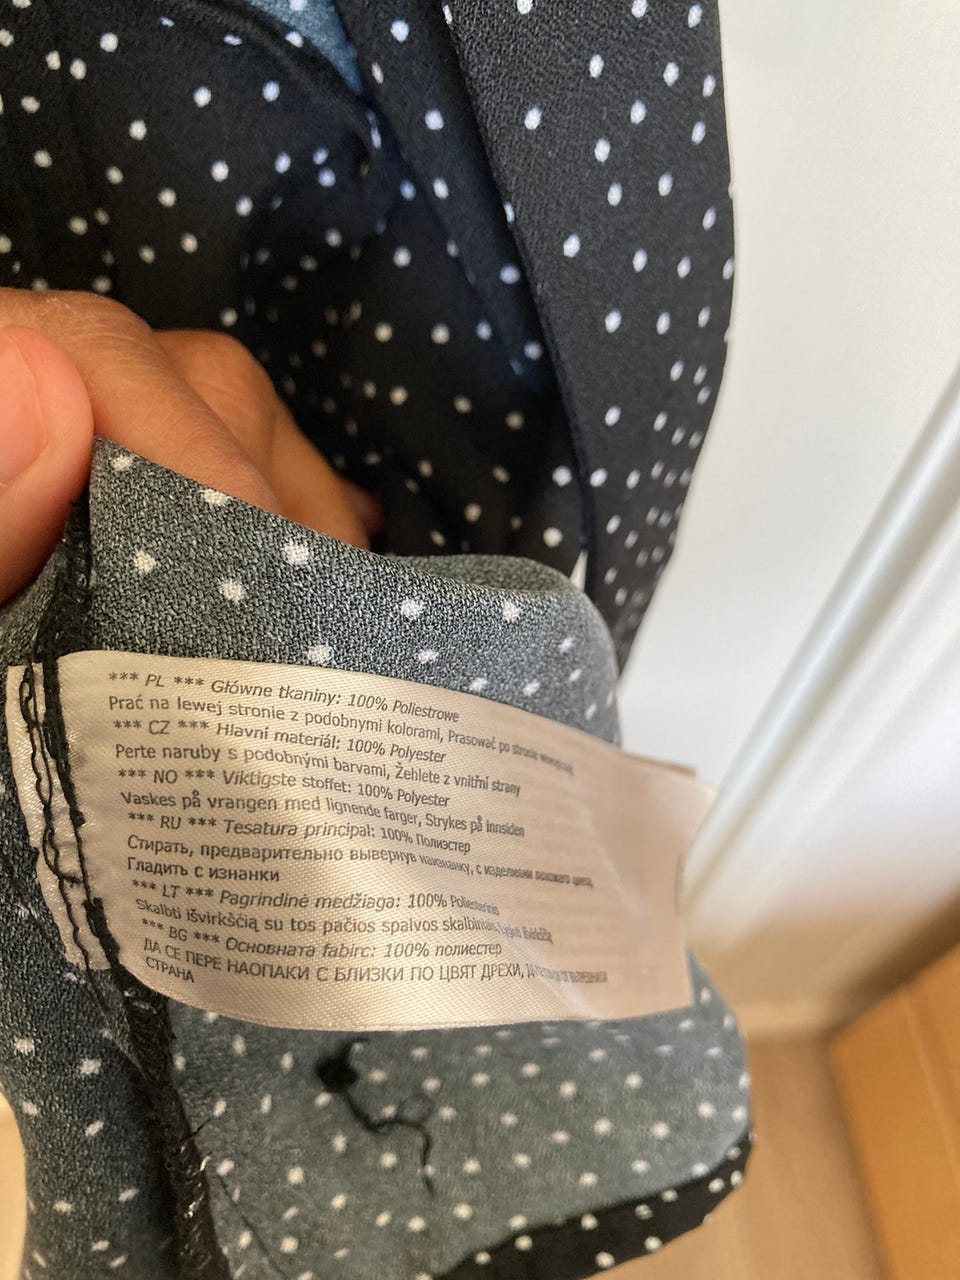 *** PL *** Główne tkaniny: 100% Poliestrowe
Prać na lewej stronie z podobnymi kolorami, Prasować po stronie
*** CZ *** Hlavní materiál: 100% Polyester
Perte naruby s podobnými barvami, Žehlete z vnitřní strany
*** NO *** Viktigste stoffet: 100% Polyester
Vaskes på vrangen med lignende farger, Strykes på innsiden
*** RU *** Tesatura principal: 100% Полиэстер
Стирать, предварительно вывернув наизнанку, с изделиями похожего цвета,
Гладить с изнанки
*** LT *** Pagrindinė medžiaga: 100% Poliesterinis
Skalbti išvirkščią su tos pačios spalvos skalbiniais, išvirkščią
*** BG *** Основната fabirc: 100% полиестер
ДА СЕ ПЕРЕ НАОПАКИ С БЛИЗКИ ПО ЦВЯТ ДРЕХИ,
СТРАНА